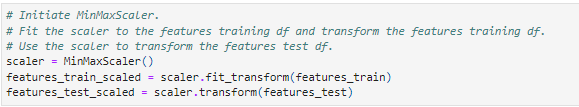 # Initiate MinMaxScaler.
# Fit the scaler to the features training df and transform the features training df.
# Use the scaler to transform the features test df.
scaler = MinMaxScaler()
features_train_scaled = scaler.fit_transform(features_train)
features_test_scaled = scaler.transform(features_test)